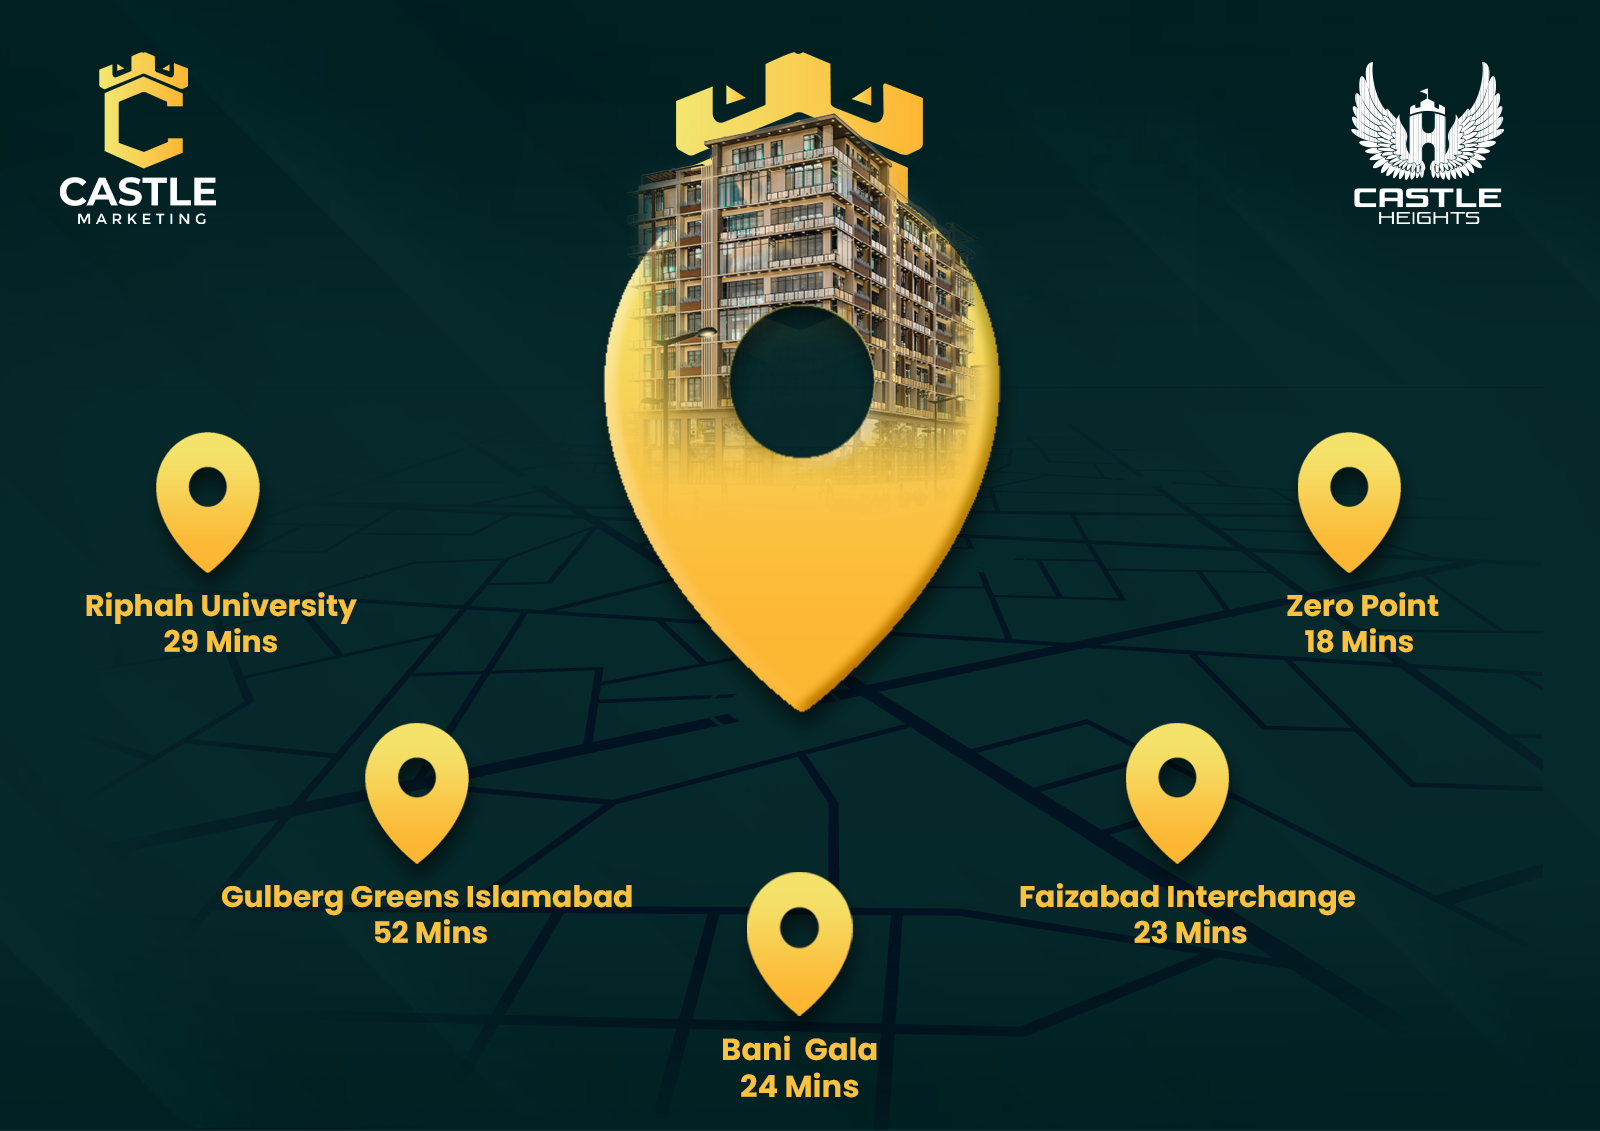 CASTLE
MARKETING
CASTLE
HEIGHTS
Riphah University
29 Mins
Zero Point
18 Mins
Gulberg Greens Islamabad
52 Mins
Faizabad Interchange
23 Mins
Bani Gala
24 Mins